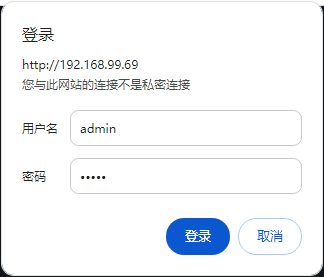 登录
http://192.168.99.69
您与此网站的连接不是私密连接
用户名 admin
密码 •••••
登录 取消